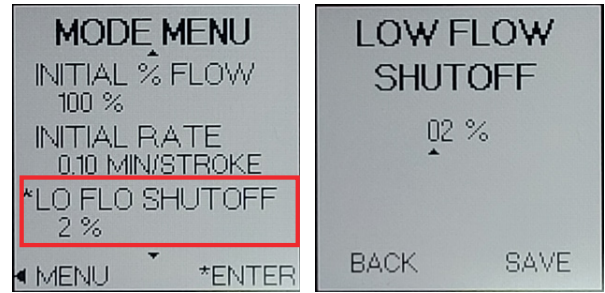 MODE MENU
INITIAL % FLOW
100 %
INITIAL RATE
0.10 MIN/STROKE
*LO FLO SHUTOFF
2 %
MENU *ENTER
LOW FLOW
SHUTOFF
02 %
BACK SAVE